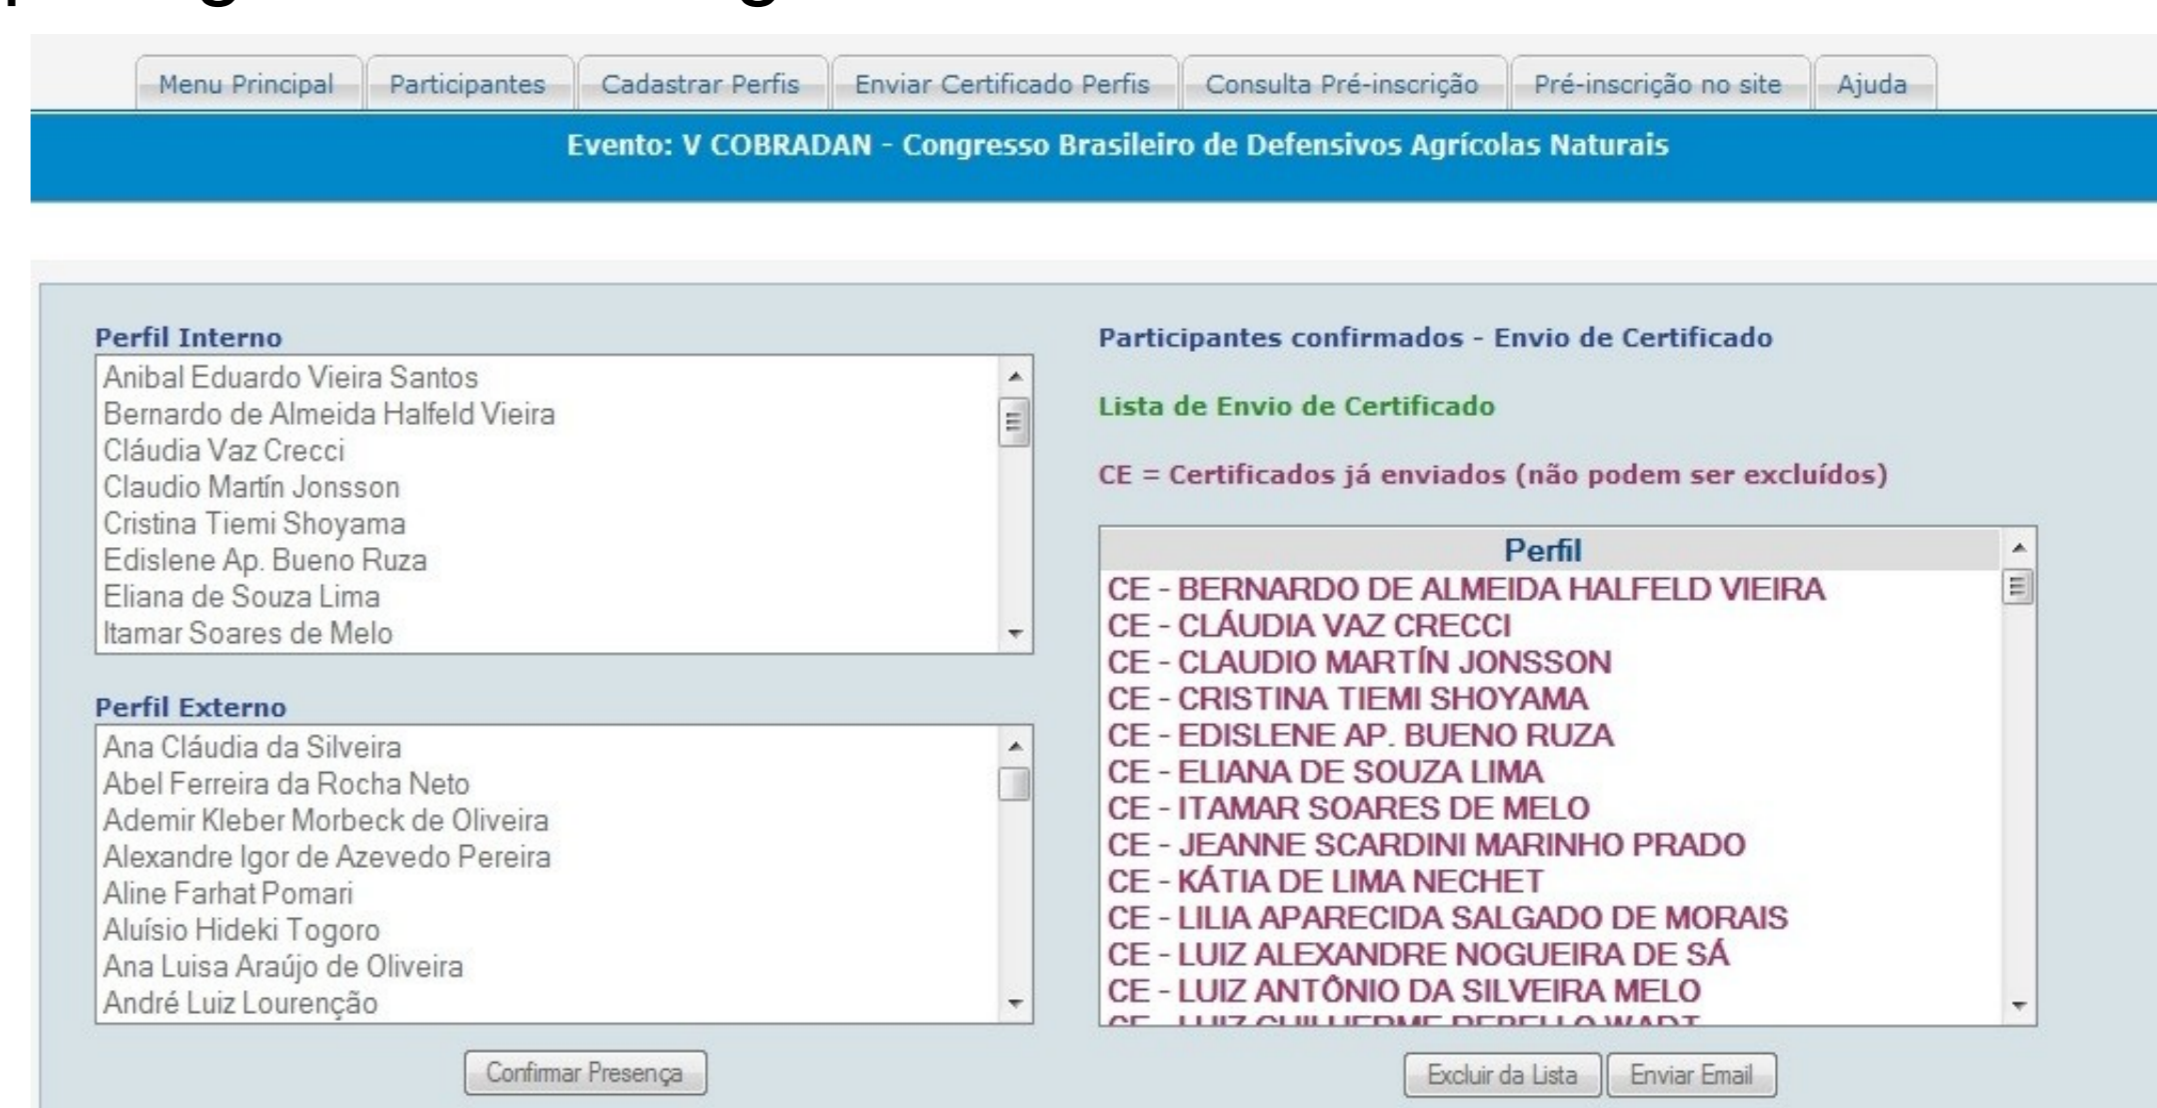 Menu Principal Participantes Cadastrar Perfis Enviar Certificado Perfis Consulta Pré-inscrição Pré-inscrição no site Ajuda
Evento: V COBRADAN - Congresso Brasileiro de Defensivos Agrícolas Naturais
Perfil Interno
Anibal Eduardo Vieira Santos
Bernardo de Almeida Halfeld Vieira
Cláudia Vaz Crecci
Claudio Martín Jonsson
Cristina Tiemi Shoyama
Edislene Ap. Bueno Ruza
Eliana de Souza Lima
Itamar Soares de Melo
Perfil Externo
Ana Cláudia da Silveira
Abel Ferreira da Rocha Neto
Ademir Kleber Morbeck de Oliveira
Alexandre Igor de Azevedo Pereira
Aline Farhat Pomari
Aluísio Hideki Togoro
Ana Luisa Araújo de Oliveira
André Luiz Lourenção
Confirmar Presença
Participantes confirmados - Envio de Certificado
Lista de Envio de Certificado
CE = Certificados já enviados (não podem ser excluídos)
Perfil
CE - BERNARDO DE ALMEIDA HALFELD VIEIRA
CE - CLÁUDIA VAZ CRECCI
CE - CLAUDIO MARTÍN JONSSON
CE - CRISTINA TIEMI SHOYAMA
CE - EDISLENE AP. BUENO RUZA
CE - ELIANA DE SOUZA LIMA
CE - ITAMAR SOARES DE MELO
CE - JEANNE SCARDINI MARINHO PRADO
CE - KÁTIA DE LIMA NECHET
CE - LILIA APARECIDA SALGADO DE MORAIS
CE - LUIZ ALEXANDRE NOGUEIRA DE SÁ
CE - LUIZ ANTÔNIO DA SILVEIRA MELO
CE - LUIZ GUILHERME REBELLO WADT
Excluir da Lista Enviar Email